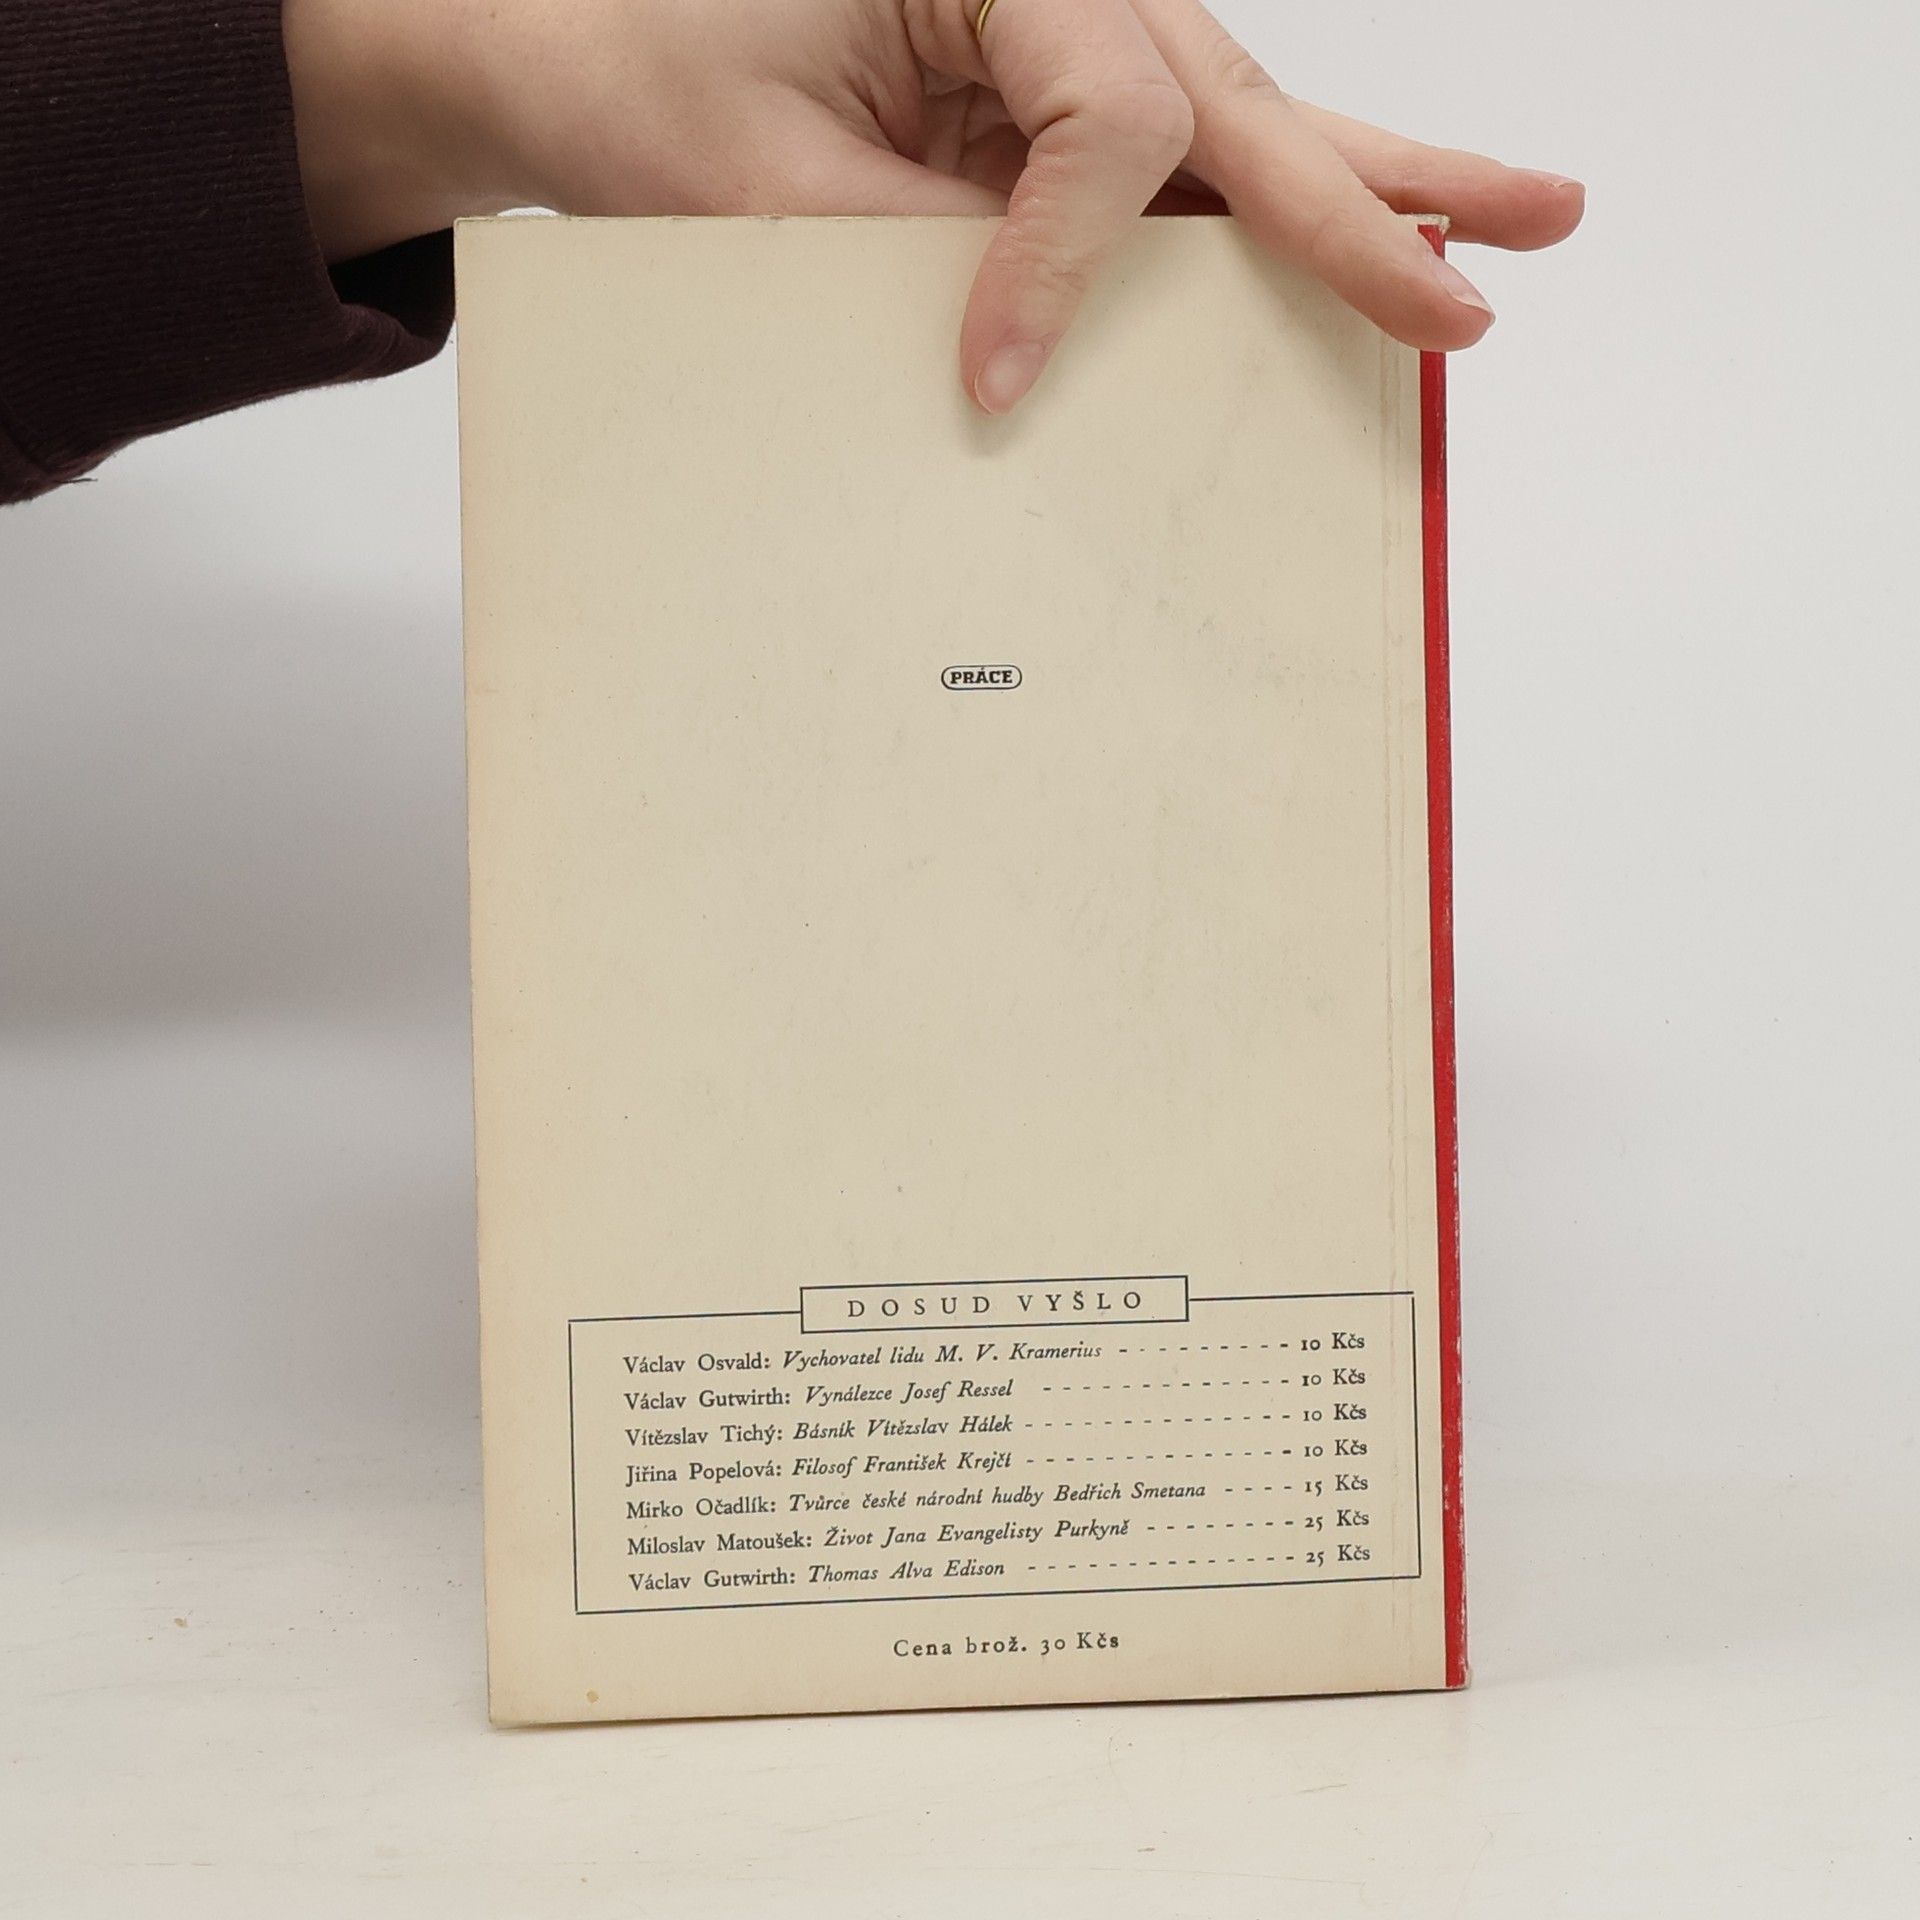 PRÁCE
DOSUD VYŠLO
Václav Osvald: Vychovatel lidu M. V. Kramerius - - - - - - - - - 10 Kčs
Václav Gutwirth: Vynálezce Josef Ressel - - - - - - - - - - - - - 10 Kčs
Vítězslav Tichý: Básník Vítězslav Hálek - - - - - - - - - - - - - - 10 Kčs
Jiřina Popelová: Filosof František Krejčí - - - - - - - - - - - - - - 10 Kčs
Mirko Očadlík: Tvůrce české národní hudby Bedřich Smetana - - - - 15 Kčs
Miloslav Matoušek: Život Jana Evangelisty Purkyně - - - - - - - - 25 Kčs
Václav Gutwirth: Thomas Alva Edison - - - - - - - - - - - - - - 25 Kčs
Cena brož. 30 Kčs